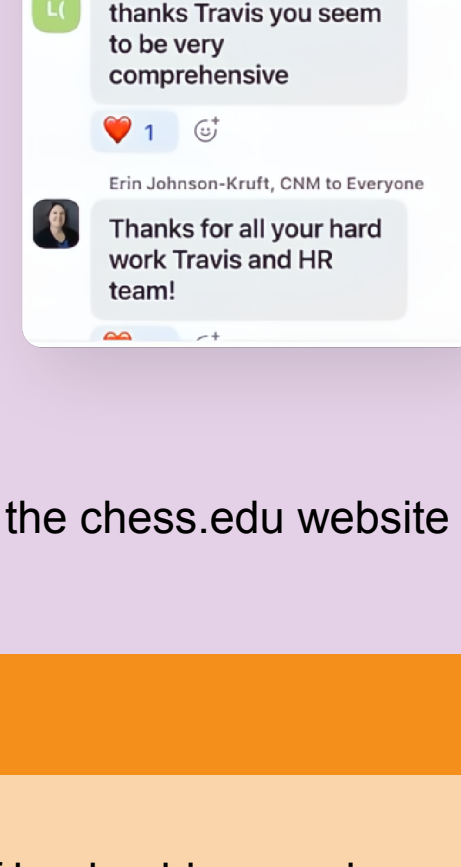 L(
thanks Travis you seem
to be very
comprehensive
1
Erin Johnson-Kruft, CNM to Everyone
Thanks for all your hard
work Travis and HR
team!
the chess.edu website